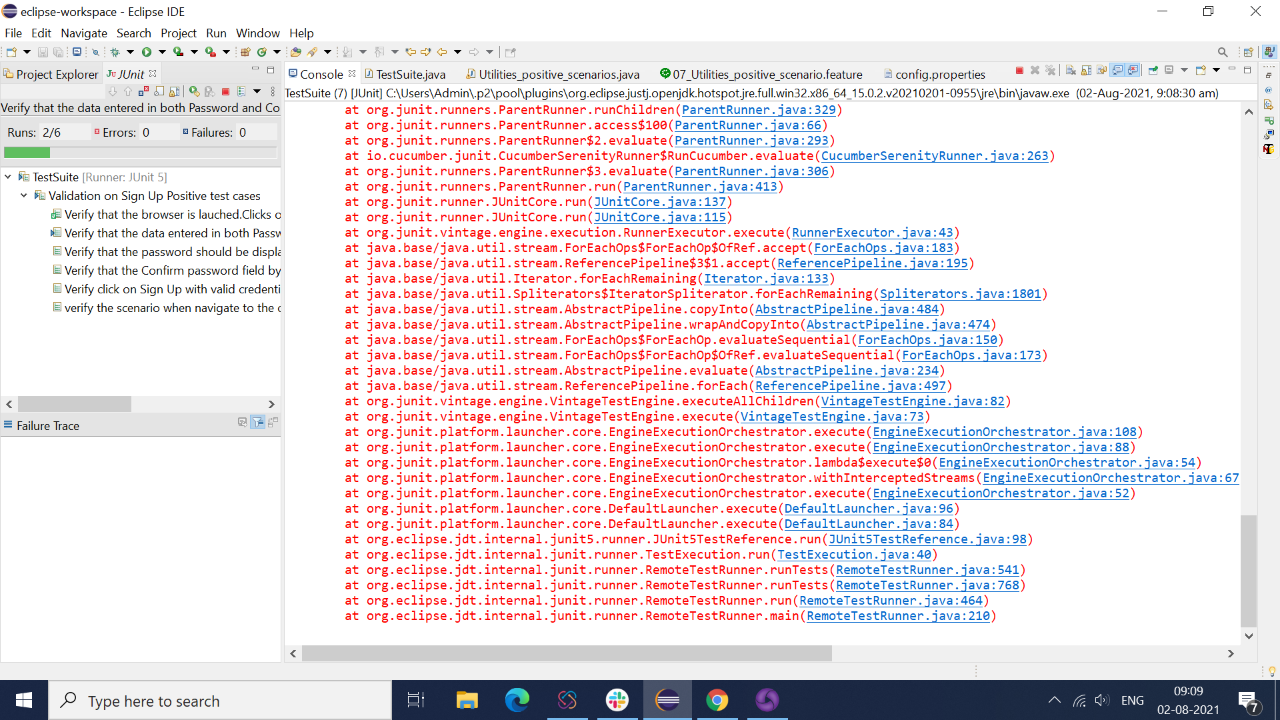 eclipse-workspace - Eclipse IDE
File Edit Navigate Search Project Run Window Help
Project Explorer JUnit
Console TestSuite.java Utilities_positive_scenarios.java 07_Utilities_positive_scenario.feature config.properties
Verify that the data entered in both Password and Co
Runs: 2/6 Errors: 0 Failures: 0
TestSuite [Runner: JUnit 5]
Validation on Sign Up Positive test cases
Verify that the browser is lauched.Clicks o
Verify that the data entered in both Passw
Verify that the password should be displa
Verify that the Confirm password field by
Verify click on Sign Up with valid credenti
verify the scenario when navigate to the c
Failure Trace
TestSuite (7) [JUnit] C:\Users\Admin\.p2\pool\plugins\org.eclipse.justj.openjdk.hotspot.jre.full.win32.x86_64_15.0.2.v20210201-0955\jre\bin\javaw.exe (02-Aug-2021, 9:08:30 am)
at org.junit.runners.ParentRunner.runChildren(ParentRunner.java:329)
at org.junit.runners.ParentRunner.access$100(ParentRunner.java:66)
at org.junit.runners.ParentRunner$2.evaluate(ParentRunner.java:293)
at io.cucumber.junit.CucumberSerenityRunner$RunCucumber.evaluate(CucumberSerenityRunner.java:263)
at org.junit.runners.ParentRunner$3.evaluate(ParentRunner.java:306)
at org.junit.runners.ParentRunner.run(ParentRunner.java:413)
at org.junit.runner.JUnitCore.run(JUnitCore.java:137)
at org.junit.runner.JUnitCore.run(JUnitCore.java:115)
at org.junit.vintage.engine.execution.RunnerExecutor.execute(RunnerExecutor.java:43)
at java.base/java.util.stream.ForEachOps$ForEachOp$OfRef.accept(ForEachOps.java:183)
at java.base/java.util.stream.ReferencePipeline$3$1.accept(ReferencePipeline.java:195)
at java.base/java.util.Iterator.forEachRemaining(Iterator.java:133)
at java.base/java.util.Spliterators$IteratorSpliterator.forEachRemaining(Spliterators.java:1801)
at java.base/java.util.stream.AbstractPipeline.copyInto(AbstractPipeline.java:484)
at java.base/java.util.stream.AbstractPipeline.wrapAndCopyInto(AbstractPipeline.java:474)
at java.base/java.util.stream.ForEachOps$ForEachOp.evaluateSequential(ForEachOps.java:150)
at java.base/java.util.stream.ForEachOps$ForEachOp$OfRef.evaluateSequential(ForEachOps.java:173)
at java.base/java.util.stream.AbstractPipeline.evaluate(AbstractPipeline.java:234)
at java.base/java.util.stream.ReferencePipeline.forEach(ReferencePipeline.java:497)
at org.junit.vintage.engine.VintageTestEngine.executeAllChildren(VintageTestEngine.java:82)
at org.junit.vintage.engine.VintageTestEngine.execute(VintageTestEngine.java:73)
at org.junit.platform.launcher.core.EngineExecutionOrchestrator.execute(EngineExecutionOrchestrator.java:108)
at org.junit.platform.launcher.core.EngineExecutionOrchestrator.execute(EngineExecutionOrchestrator.java:88)
at org.junit.platform.launcher.core.EngineExecutionOrchestrator.lambda$execute$0(EngineExecutionOrchestrator.java:54)
at org.junit.platform.launcher.core.EngineExecutionOrchestrator.withInterceptedStreams(EngineExecutionOrchestrator.java:67
at org.junit.platform.launcher.core.EngineExecutionOrchestrator.execute(EngineExecutionOrchestrator.java:52)
at org.junit.platform.launcher.core.DefaultLauncher.execute(DefaultLauncher.java:96)
at org.junit.platform.launcher.core.DefaultLauncher.execute(DefaultLauncher.java:84)
at org.eclipse.jdt.internal.junit5.runner.JUnit5TestReference.run(JUnit5TestReference.java:98)
at org.eclipse.jdt.internal.junit.runner.TestExecution.run(TestExecution.java:40)
at org.eclipse.jdt.internal.junit.runner.RemoteTestRunner.runTests(RemoteTestRunner.java:541)
at org.eclipse.jdt.internal.junit.runner.RemoteTestRunner.runTests(RemoteTestRunner.java:768)
at org.eclipse.jdt.internal.junit.runner.RemoteTestRunner.run(RemoteTestRunner.java:464)
at org.eclipse.jdt.internal.junit.runner.RemoteTestRunner.main(RemoteTestRunner.java:210)
Type here to search
ENG
09:09
02-08-2021
7